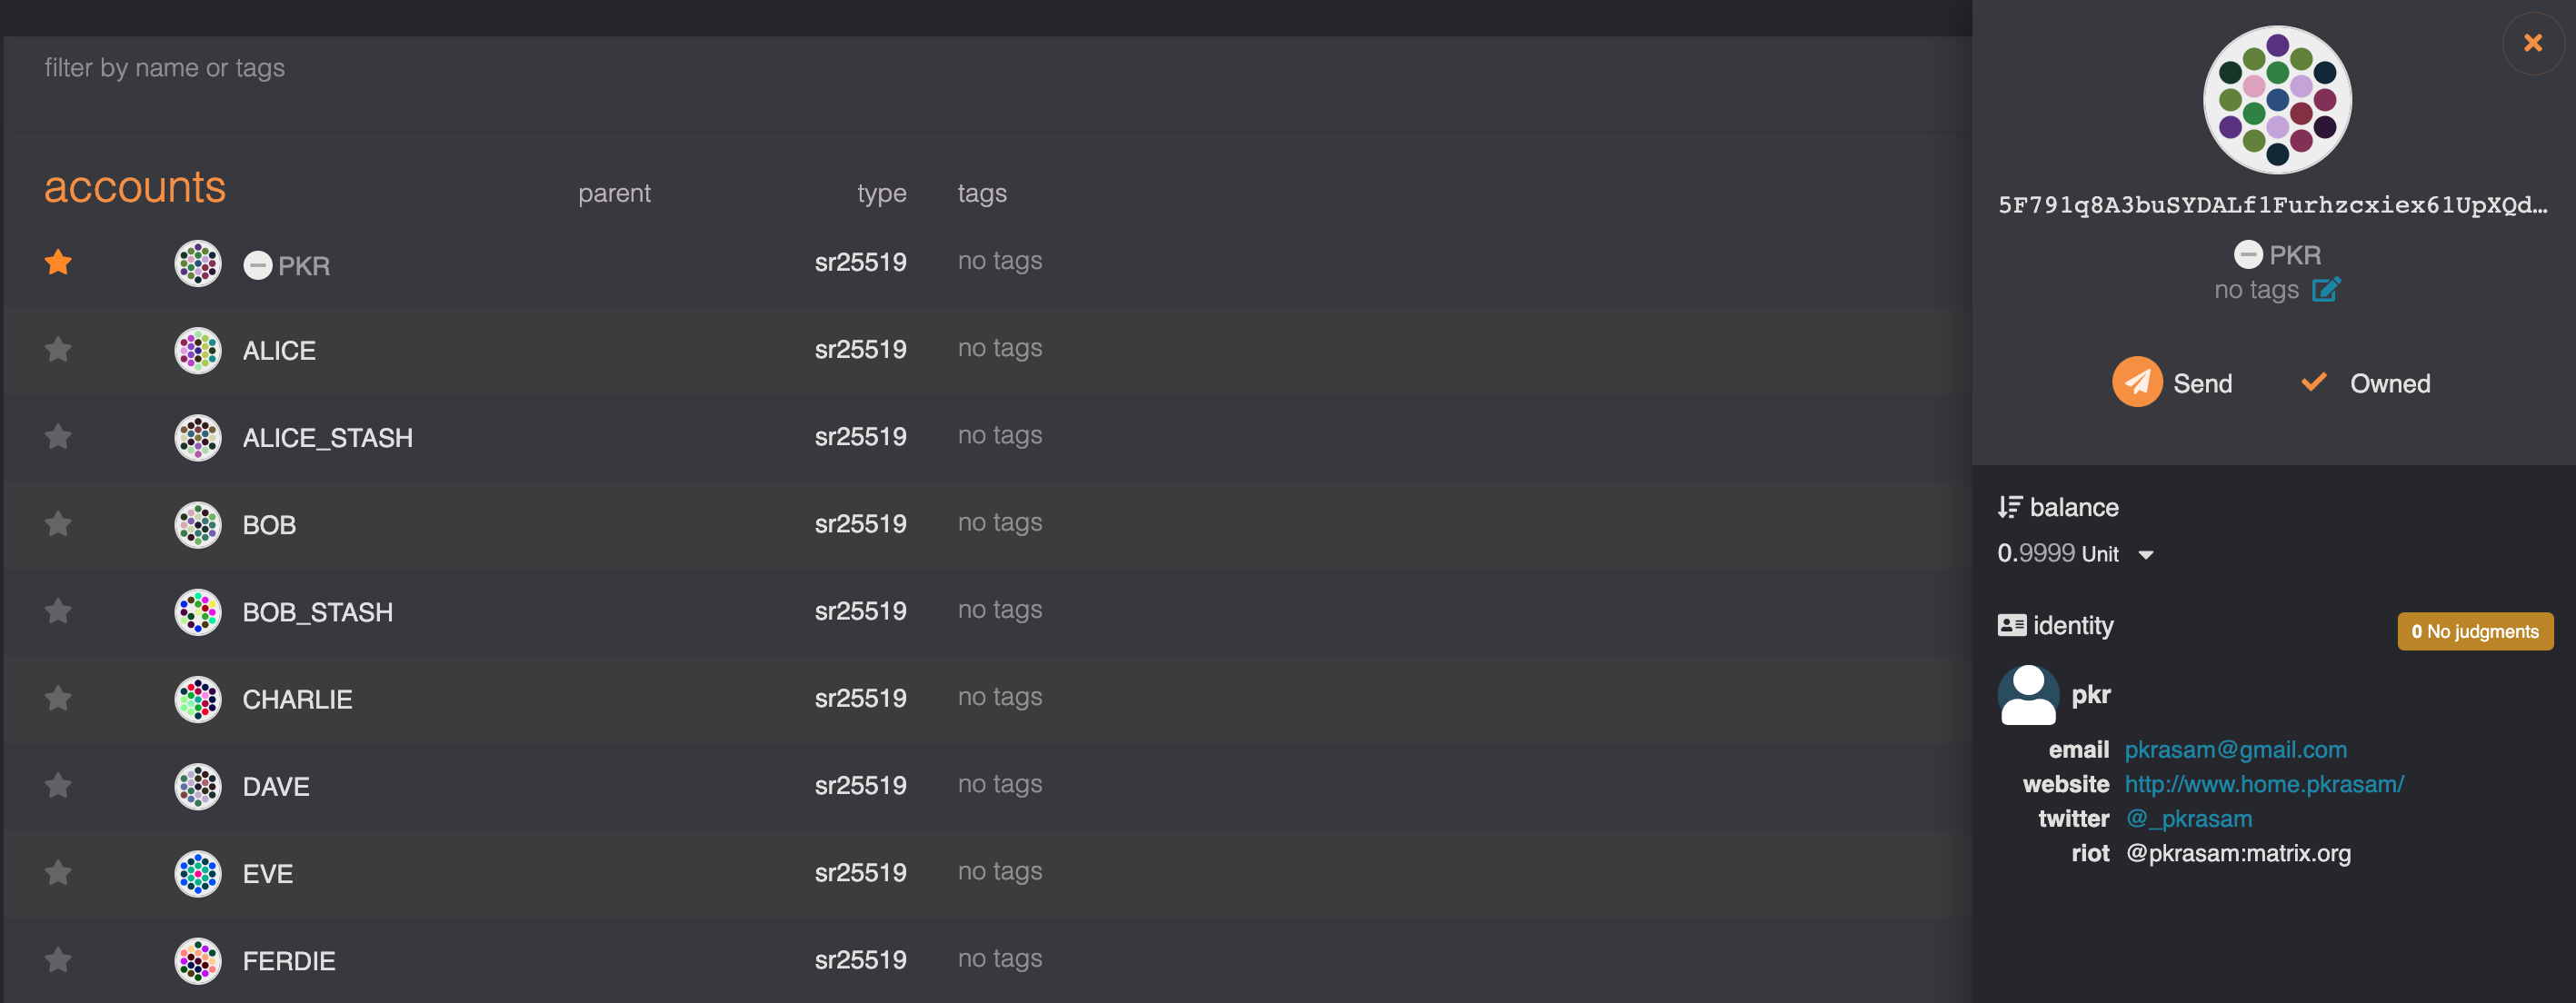 filter by name or tags
accounts parent type tags
PKR sr25519 no tags
ALICE sr25519 no tags
ALICE_STASH sr25519 no tags
BOB sr25519 no tags
BOB_STASH sr25519 no tags
CHARLIE sr25519 no tags
DAVE sr25519 no tags
EVE sr25519 no tags
FERDIE sr25519 no tags
5F791q8A3buSYDALf1Furhzcxiex61UpXQd…
PKR
no tags
Send Owned
balance
0.9999 Unit
identity 0 No judgments
pkr
email pkrasam@gmail.com
website http://www.home.pkrasam/
twitter @_pkrasam
riot @pkrasam:matrix.org